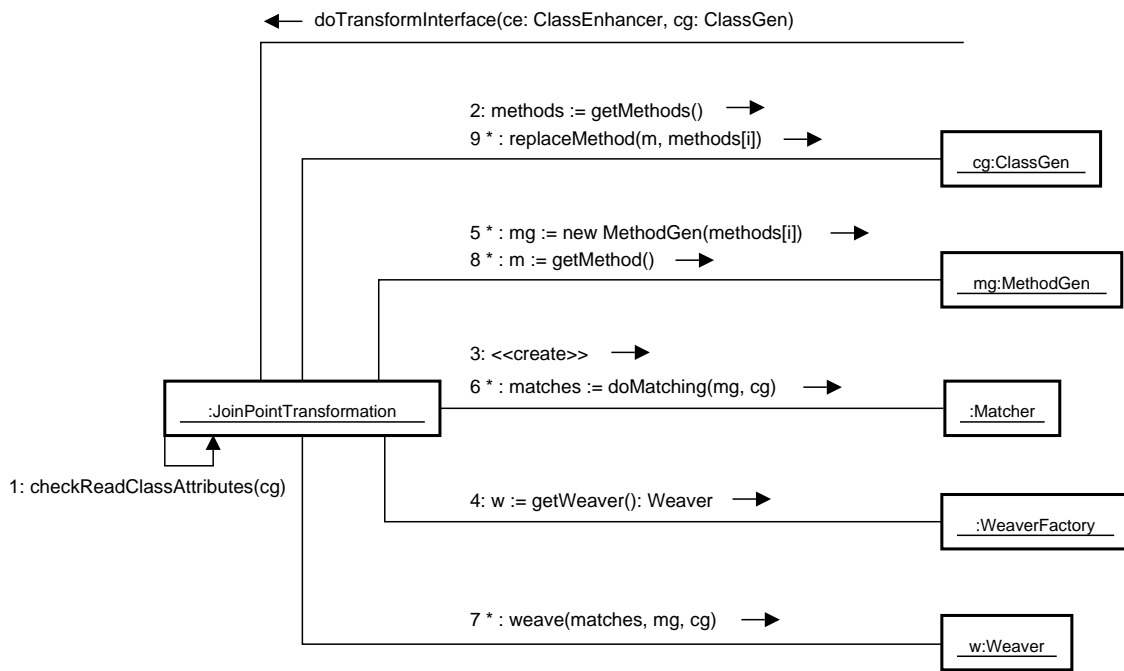 doTransformInterface(ce: ClassEnhancer, cg: ClassGen)
2: methods := getMethods()
9 * : replaceMethod(m, methods[i])
cg:ClassGen
5 * : mg := new MethodGen(methods[i])
8 * : m := getMethod()
mg:MethodGen
3: <<create>>
6 * : matches := doMatching(mg, cg)
:JoinPointTransformation
:Matcher
1: checkReadClassAttributes(cg)
4: w := getWeaver(): Weaver
:WeaverFactory
7 * : weave(matches, mg, cg)
w:Weaver